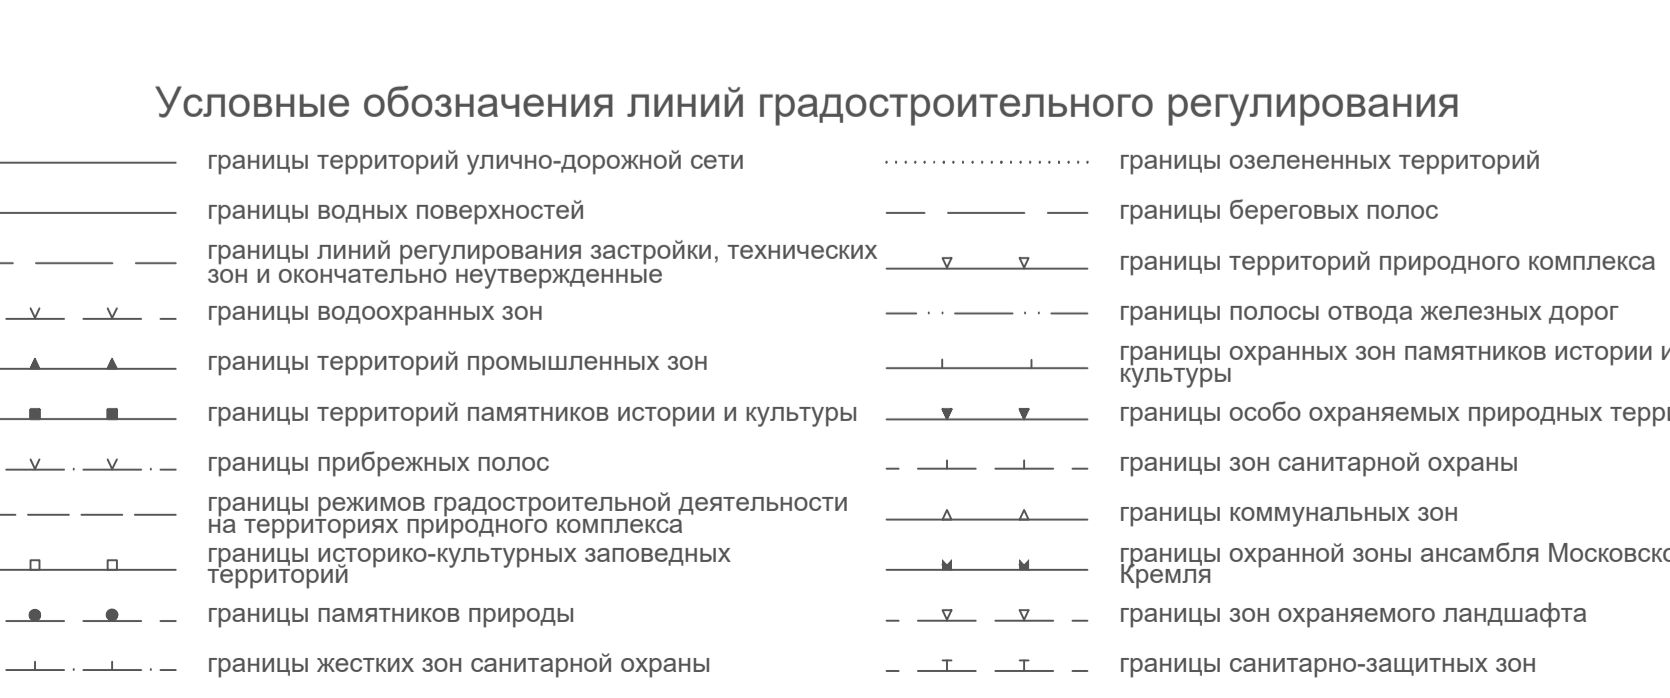 Условные обозначения линий градостроительного регулирования
границы территорий улично-дорожной сети
границы водных поверхностей
границы линий регулирования застройки, технических
зон и окончательно неутвержденные
границы водоохранных зон
границы территорий промышленных зон
границы территорий памятников истории и культуры
границы прибрежных полос
границы режимов градостроительной деятельности
на территориях природного комплекса
границы историко-культурных заповедных
территорий
границы памятников природы
границы жестких зон санитарной охраны
границы озелененных территорий
границы береговых полос
границы территорий природного комплекса
границы полосы отвода железных дорог
границы охранных зон памятников истории и
культуры
границы особо охраняемых природных
границы зон санитарной охраны
границы коммунальных зон
границы охранной зоны ансамбля
Кремля
границы зон охраняемого ландшафта
границы санитарно-защитных зон